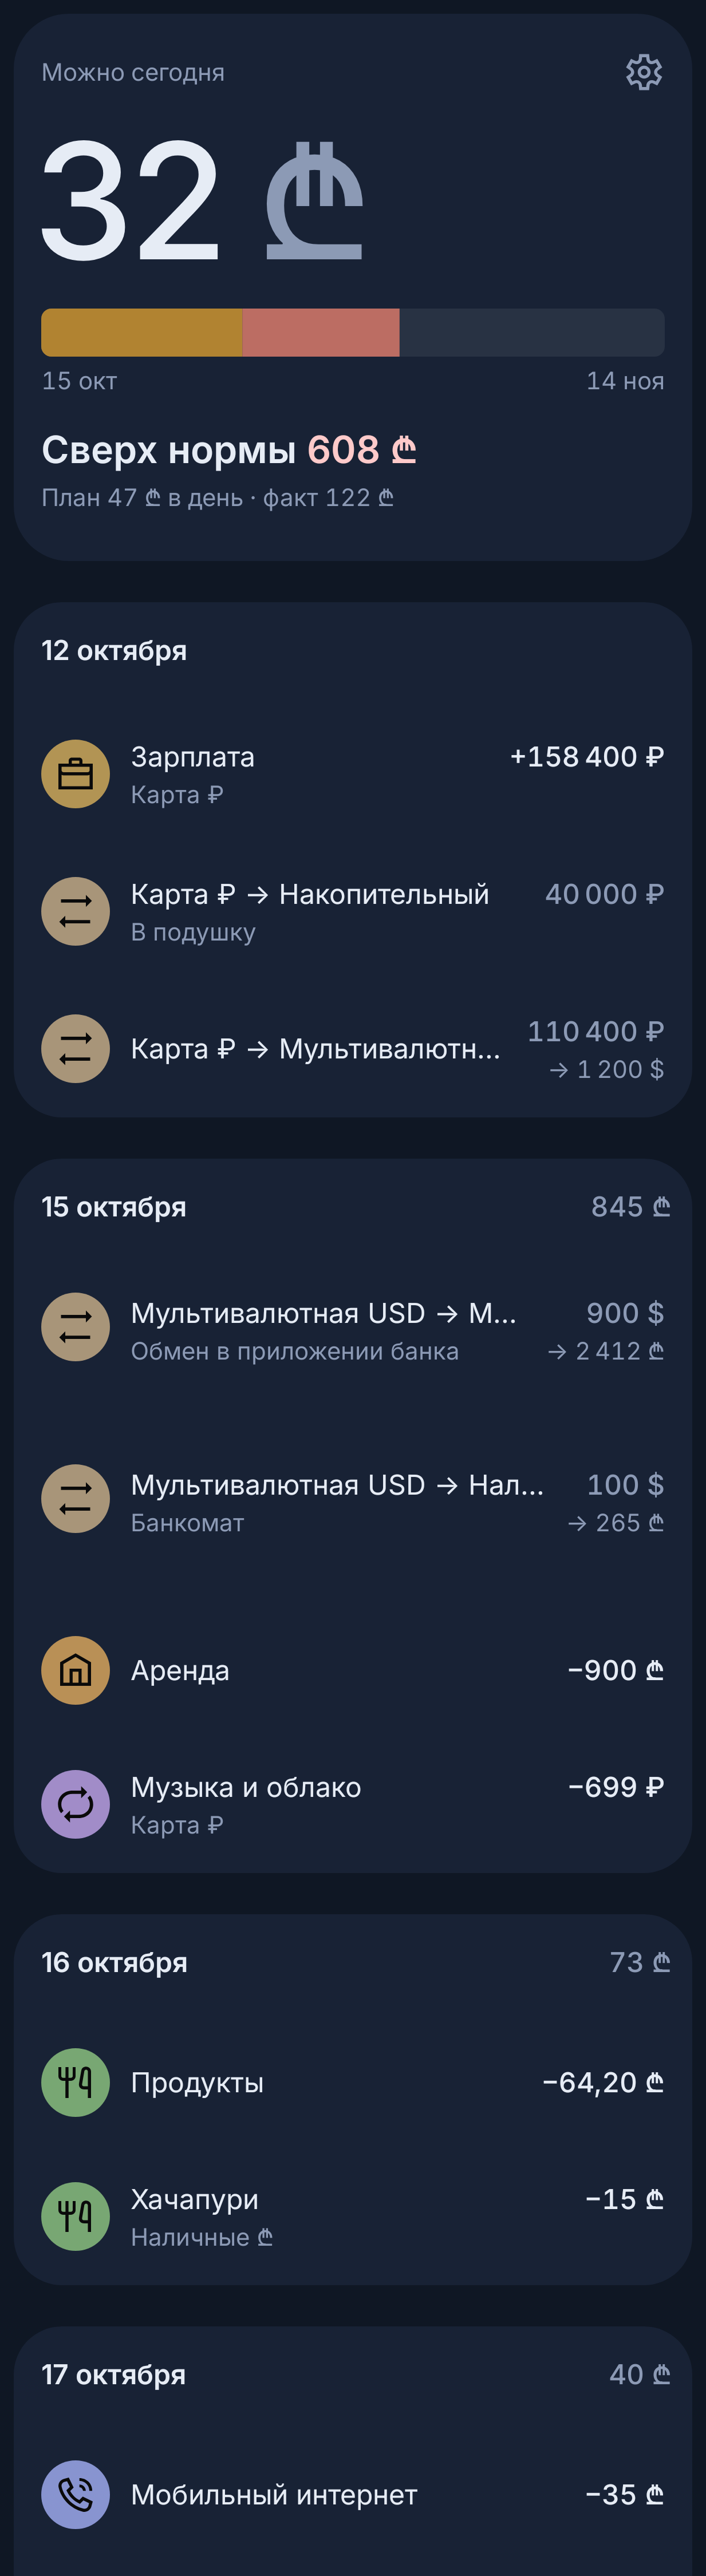 Можно сегодня
32 ₾
15 окт
14 ноя
Сверх нормы 608 ₾
План 47 ₾ в день · факт 122 ₾
12 октября
Зарплата
+158 400 ₽
Карта ₽
Карта ₽ → Накопительный
40 000 ₽
В подушку
Карта ₽ → Мультивалютн...
110 400 ₽
→ 1 200 $
15 октября
845 ₾
Мультивалютная USD → М...
900 $
Обмен в приложении банка
→ 2 412 ₾
Мультивалютная USD → Нал...
100 $
Банкомат
→ 265 ₾
Аренда
−900 ₾
Музыка и облако
−699 ₽
Карта ₽
16 октября
73 ₾
Продукты
−64,20 ₾
Хачапури
−15 ₾
Наличные ₾
17 октября
40 ₾
Мобильный интернет
−35 ₾